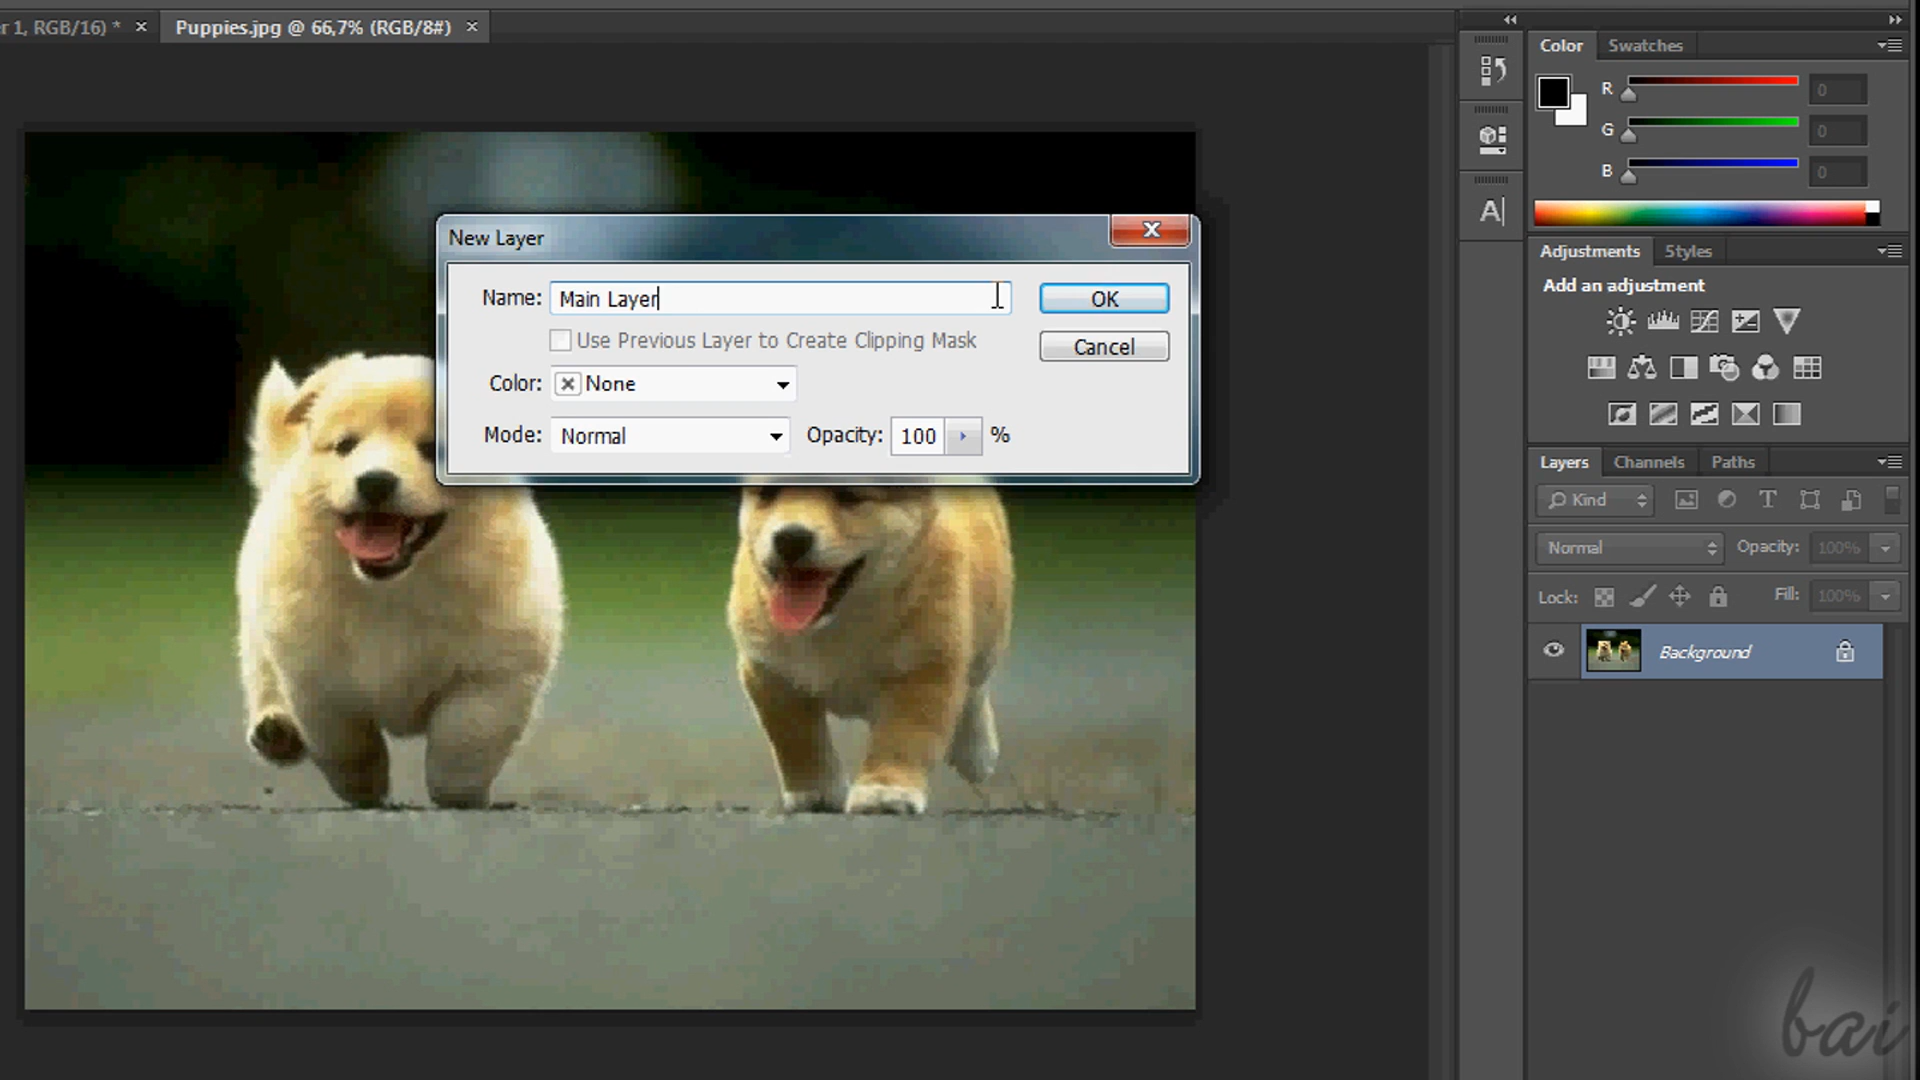 r 1, RGB/16) * ×
Puppies.jpg @ 66,7% (RGB/8#) ×
Color Swatches
R 0
G 0
B 0
A
New Layer
Name: Main Layer
OK
Use Previous Layer to Create Clipping Mask
Cancel
Color: None
Mode: Normal Opacity: 100 %
Adjustments Styles
Add an adjustment
Layers Channels Paths
Kind T
Normal Opacity: 100%
Lock: Fill: 100%
Background
bai